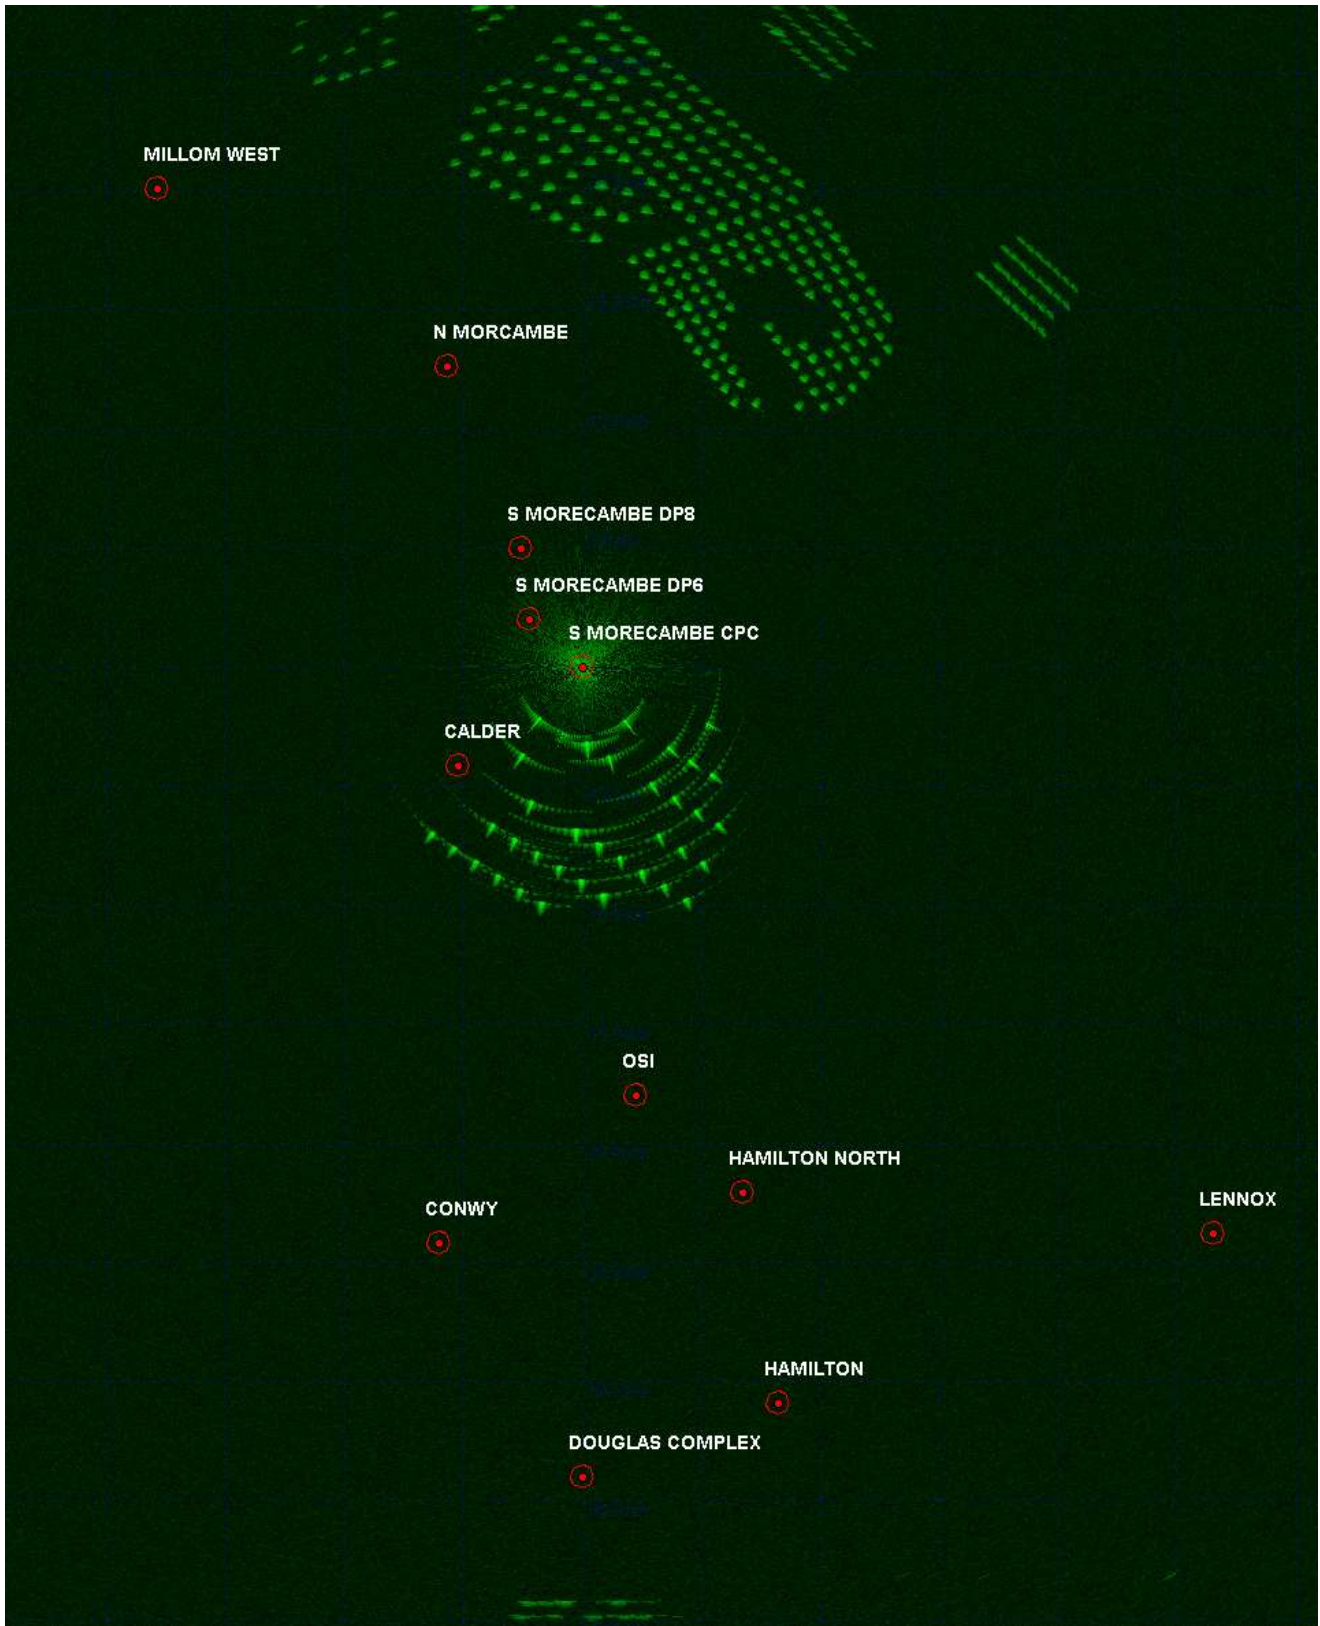 MILLOM WEST
N MORCAMBE
S MORECAMBE DP8
S MORECAMBE DP6
S MORECAMBE CPC
CALDER
OSI
HAMILTON NORTH
LENNOX
CONWY
HAMILTON
DOUGLAS COMPLEX